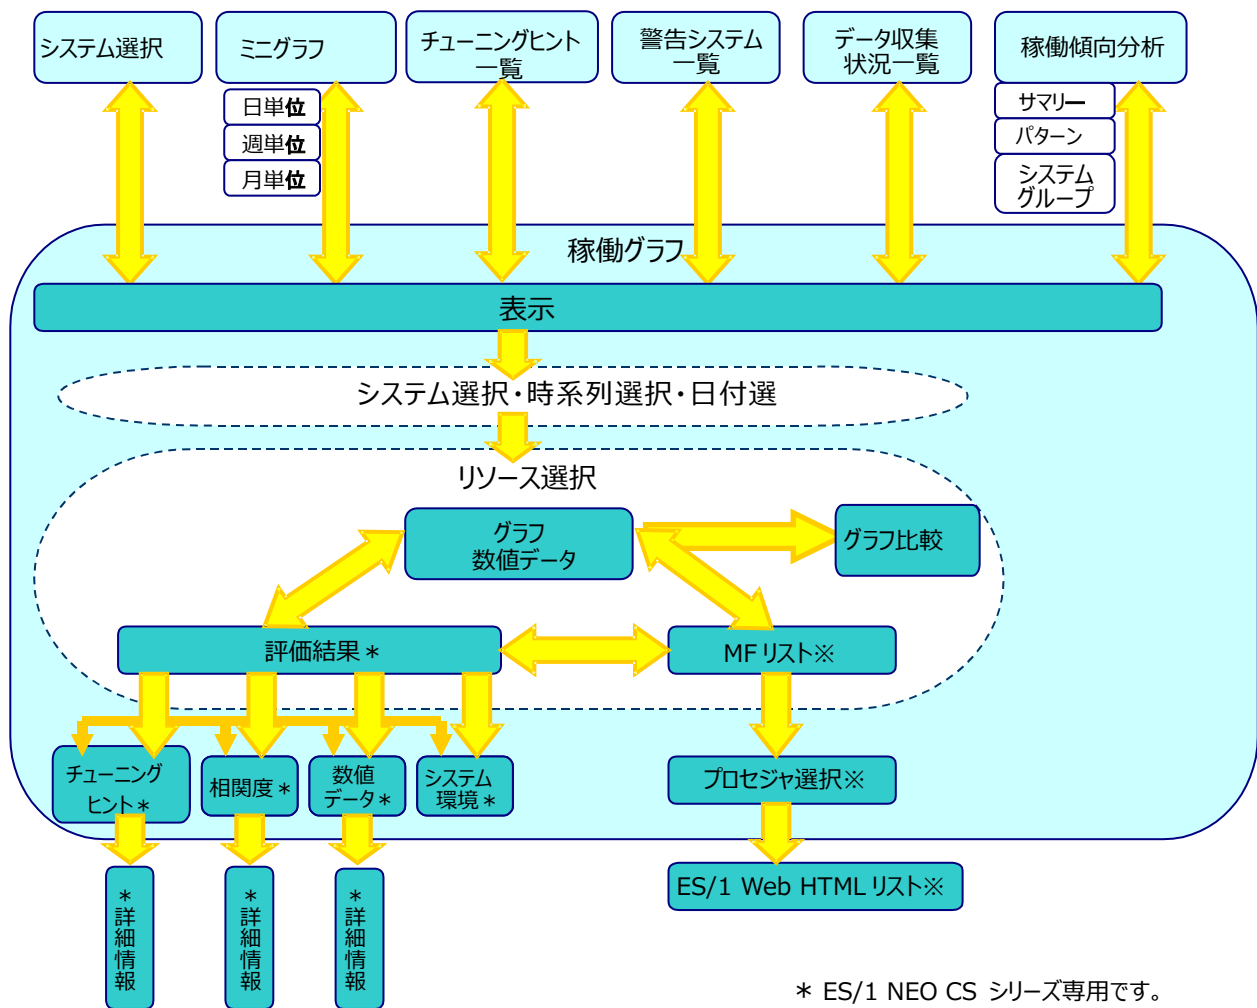 システム選択
ミニグラフ
チューニングヒント
一覧
警告システム
一覧
データ収集
状況一覧
稼働傾向分析
日単位
週単位
月単位
サマリー
パターン
システム
グループ
稼働グラフ
表示
システム選択・時系列選択・日付選
リソース選択
グラフ
数値データ
グラフ比較
評価結果＊
MFリスト※
チューニング
ヒント＊
相関度＊
数値
データ＊
システム
環境＊
プロセジャ選択※
ES/1 Web HTMLリスト※
＊詳細情報
＊詳細情報
＊詳細情報
＊ ES/1 NEO CS シリーズ専用です。